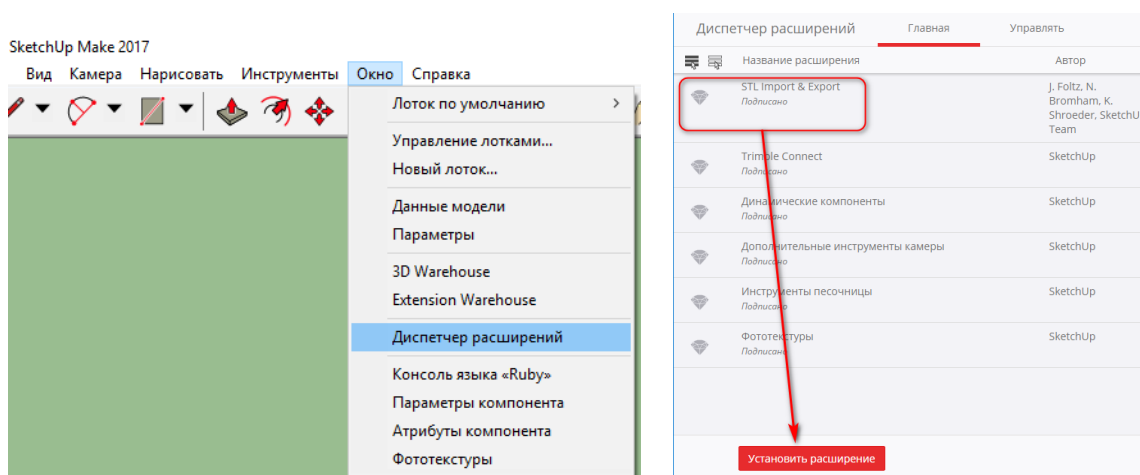 SketchUp Make 2017
Вид Камера Нарисовать Инструменты Окно Справка
Лоток по умолчанию
Управление лотками...
Новый лоток...
Данные модели
Параметры
3D Warehouse
Extension Warehouse
Диспетчер расширений
Консоль языка «Ruby»
Параметры компонента
Атрибуты компонента
Фототекстуры
Диспетчер расширений Главная Управлять
Название расширения Автор
STL Import & Export J. Foltz, N.
Подписано Bromham, K.
Shroeder, SketchU
Team
Trimble Connect SketchUp
Подписано
Динамические компоненты SketchUp
Подписано
Дополнительные инструменты камеры SketchUp
Подписано
Инструменты песочницы SketchUp
Подписано
Фототекстуры SketchUp
Подписано
Установить расширение